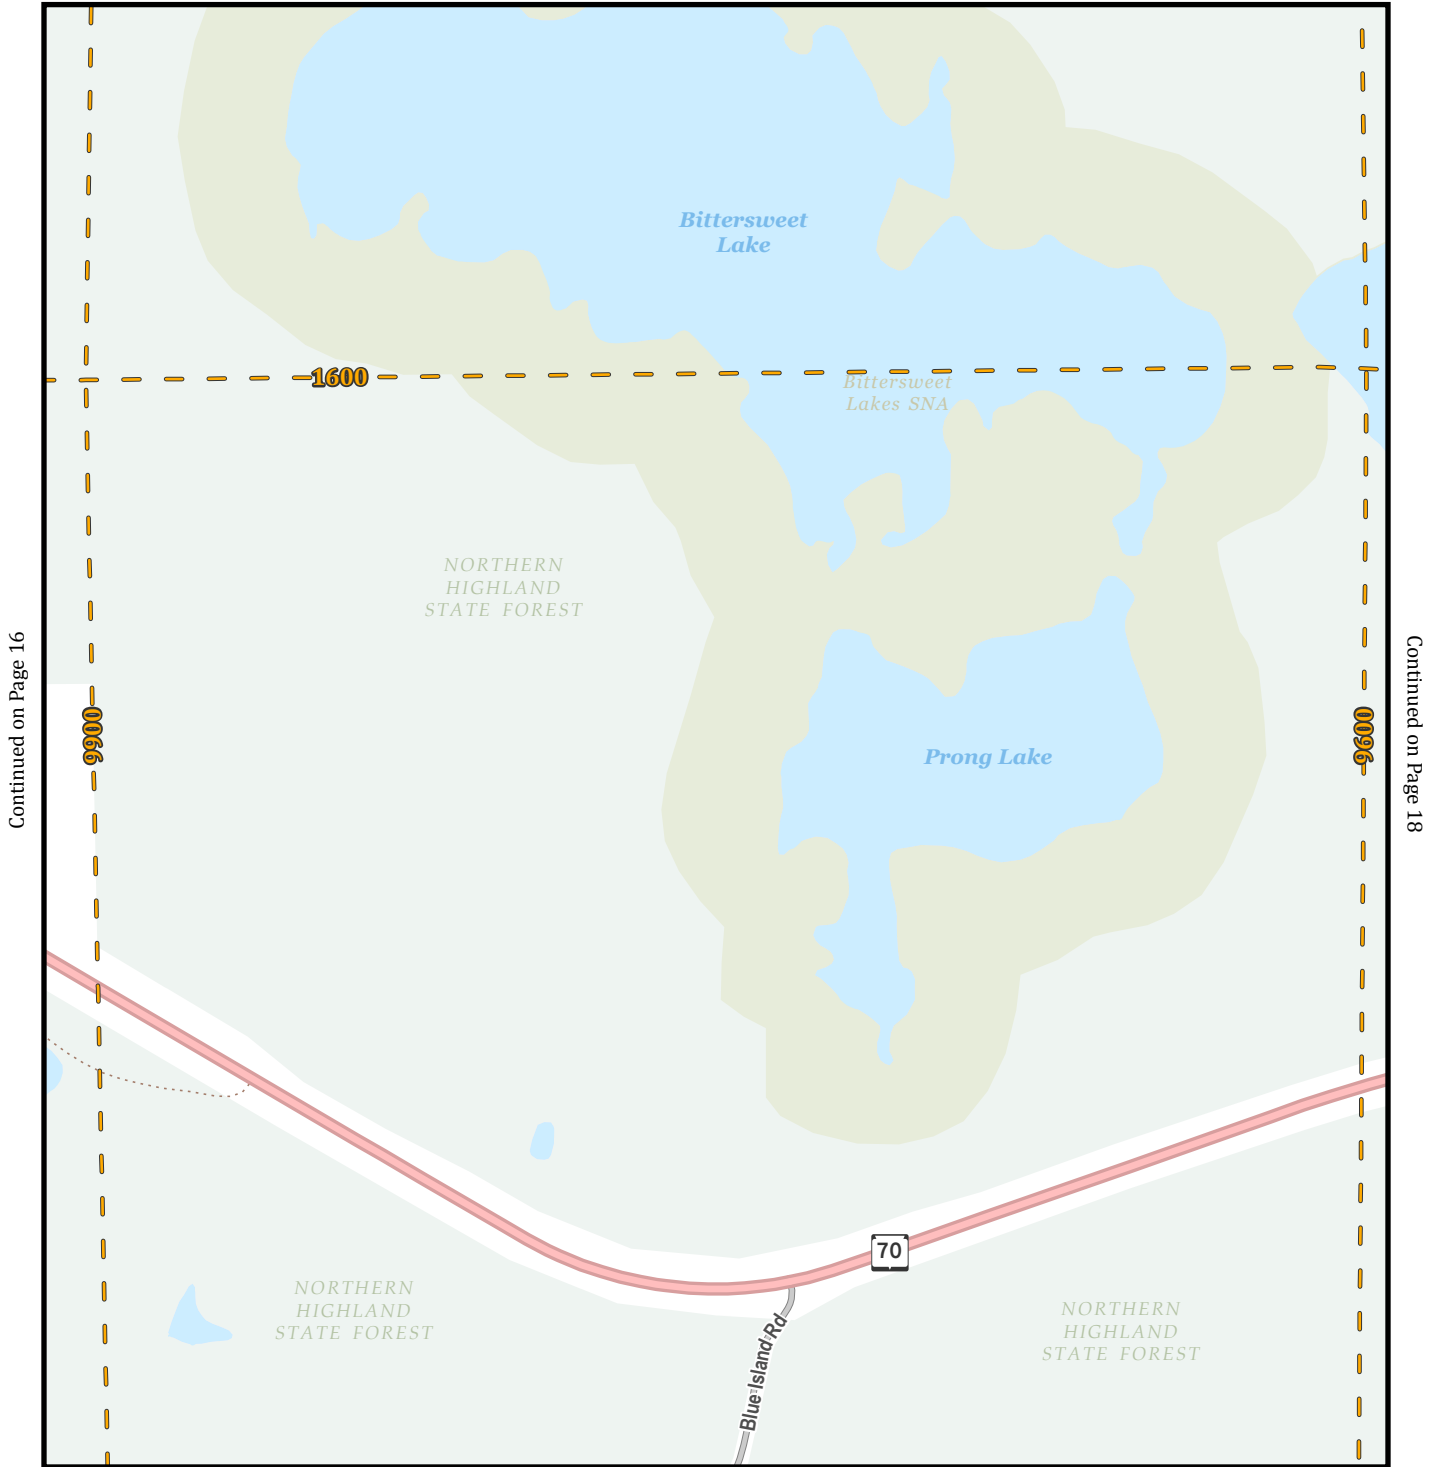 Bittersweet
Lake
1600
Bittersweet
Lakes SNA
NORTHERN
HIGHLAND
STATE FOREST
Continued on Page 16
9900
Prong Lake
9600
Continued on Page 18
70
NORTHERN
HIGHLAND
STATE FOREST
Blue Island Rd
NORTHERN
HIGHLAND
STATE FOREST